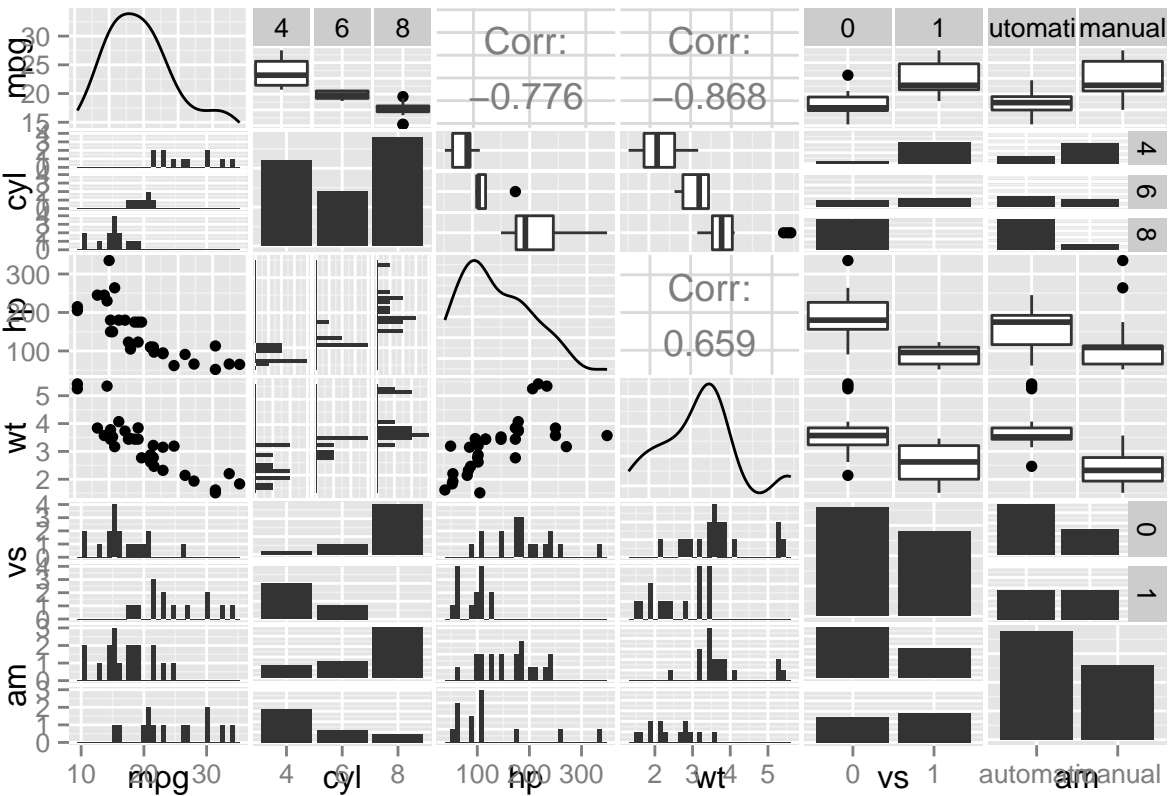 4 6 8 Corr: Corr: 0 1 utomati manual
−0.776 −0.868
mpg 30 25 20 15
cyl 4 6 8
hp 300 200 100
Corr:
0.659
wt 5 4 3 2
vs 0 1
am
10 20 30 4 6 8 100 200 300 2 3 4 5 0 1 automatic manual
mpg cyl hp wt vs am